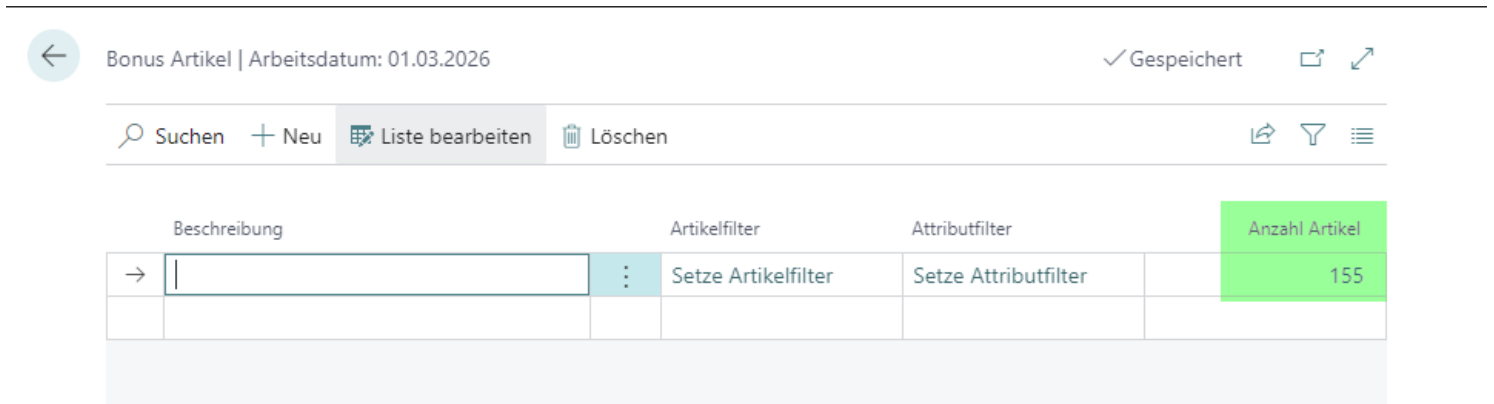 Bonus Artikel | Arbeitsdatum: 01.03.2026 Gespeichert
Suchen Neu Liste bearbeiten Löschen
Beschreibung Artikelfilter Attributfilter Anzahl Artikel
Setze Artikelfilter Setze Attributfilter 155